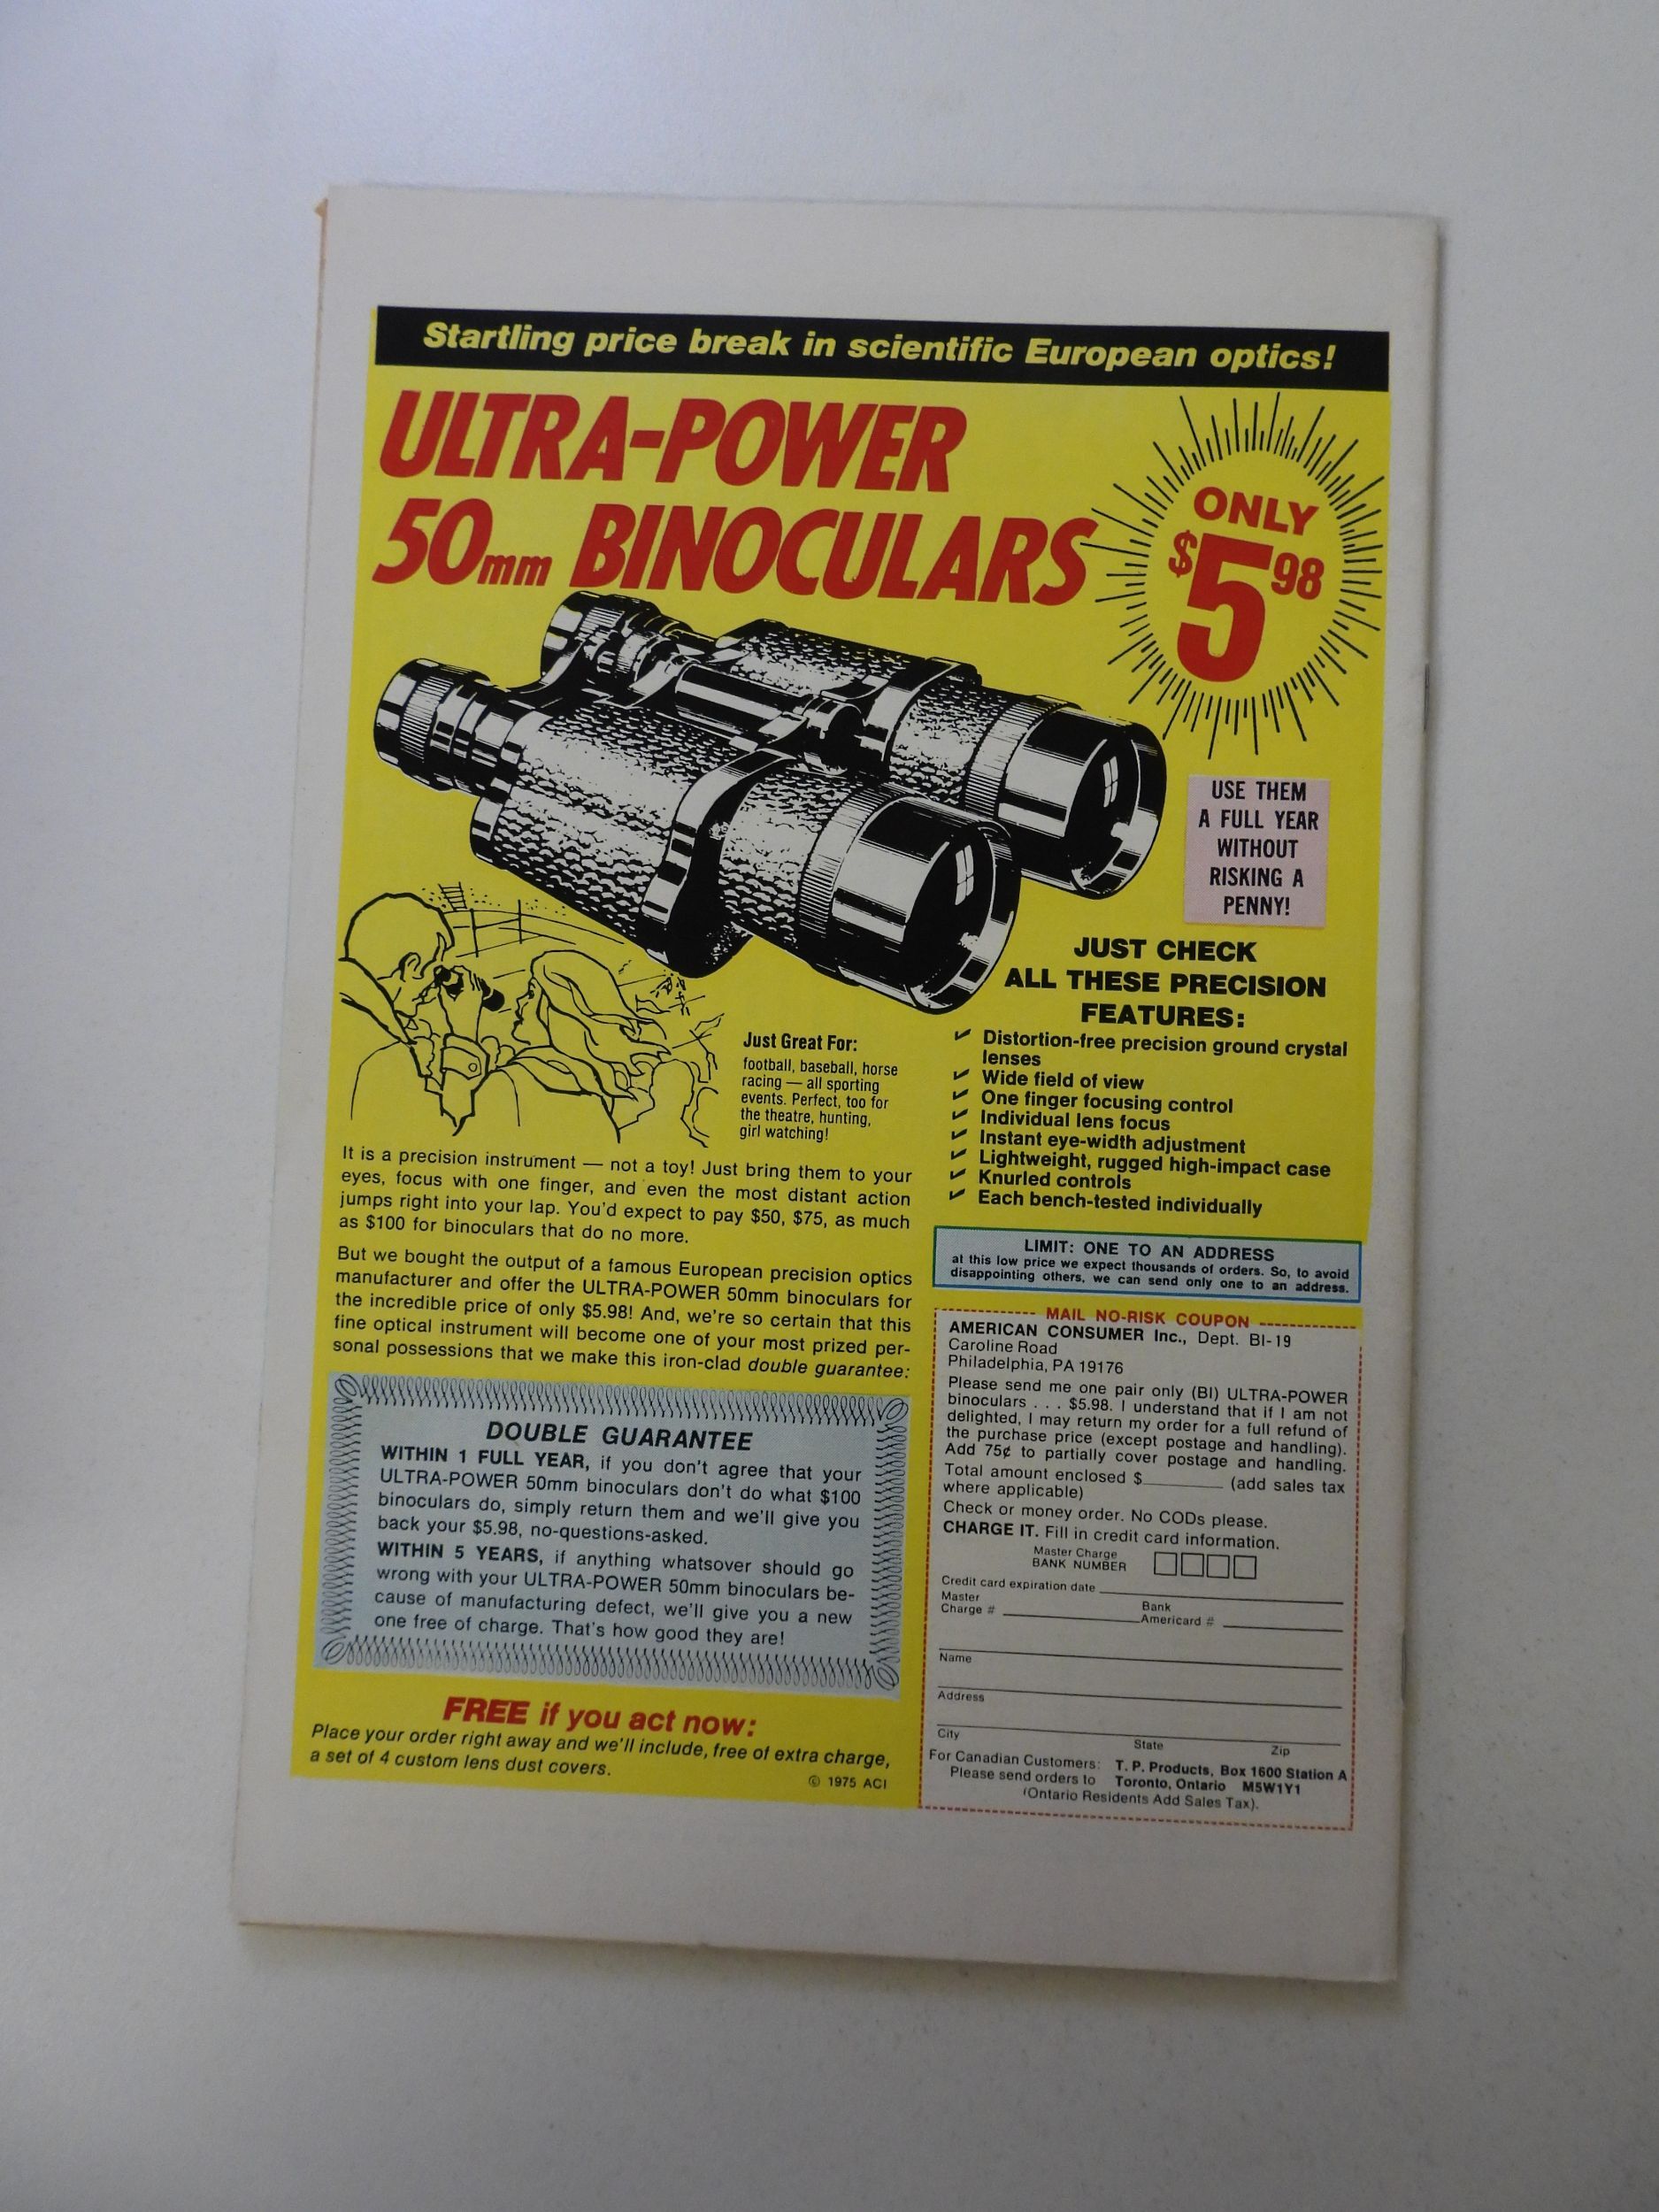 Startling price break in scientific European optics!
ULTRA-POWER
50mm BINOCULARS
ONLY
$5 98
USE THEM
A FULL YEAR
WITHOUT
RISKING A
PENNY!
JUST CHECK
ALL THESE PRECISION
FEATURES:
✓ Distortion-free precision ground crystal
lenses
✓ Wide field of view
✓ One finger focusing control
✓ Individual lens focus
✓ Instant eye-width adjustment
✓ Lightweight, rugged high-impact case
✓ Knurled controls
✓ Each bench-tested individually
Just Great For:
football, baseball, horse
racing — all sporting
events. Perfect, too for
the theatre, hunting,
girl watching!
It is a precision instrument — not a toy! Just bring them to your
eyes, focus with one finger, and even the most distant action
jumps right into your lap. You'd expect to pay $50, $75, as much
as $100 for binoculars that do no more.
But we bought the output of a famous European precision optics
manufacturer and offer the ULTRA-POWER 50mm binoculars for
the incredible price of only $5.98! And, we're so certain that this
fine optical instrument will become one of your most prized per-
sonal possessions that we make this iron-clad double guarantee:
DOUBLE GUARANTEE
WITHIN 1 FULL YEAR, if you don't agree that your
ULTRA-POWER 50mm binoculars don't do what $100
binoculars do, simply return them and we'll give you
back your $5.98, no-questions-asked.
WITHIN 5 YEARS, if anything whatsover should go
wrong with your ULTRA-POWER 50mm binoculars be-
cause of manufacturing defect, we'll give you a new
one free of charge. That's how good they are!
FREE if you act now:
Place your order right away and we'll include, free of extra charge,
a set of 4 custom lens dust covers.
© 1975 ACI
LIMIT: ONE TO AN ADDRESS
at this low price we expect thousands of orders. So, to avoid
disappointing others, we can send only one to an address.
MAIL NO-RISK COUPON
AMERICAN CONSUMER Inc., Dept. BI-19
Caroline Road
Philadelphia, PA 19176
Please send me one pair only (BI) ULTRA-POWER
binoculars . . . $5.98. I understand that if I am not
delighted, I may return my order for a full refund of
the purchase price (except postage and handling).
Add 75¢ to partially cover postage and handling.
Total amount enclosed $ (add sales tax
where applicable)
Check or money order. No CODs please.
CHARGE IT. Fill in credit card information.
Master Charge
BANK NUMBER
Credit card expiration date
Master Bank
Charge # Americard #
Name
Address
City State Zip
For Canadian Customers: T. P. Products, Box 1600 Station A
Please send orders to Toronto, Ontario M5W1Y1
(Ontario Residents Add Sales Tax).